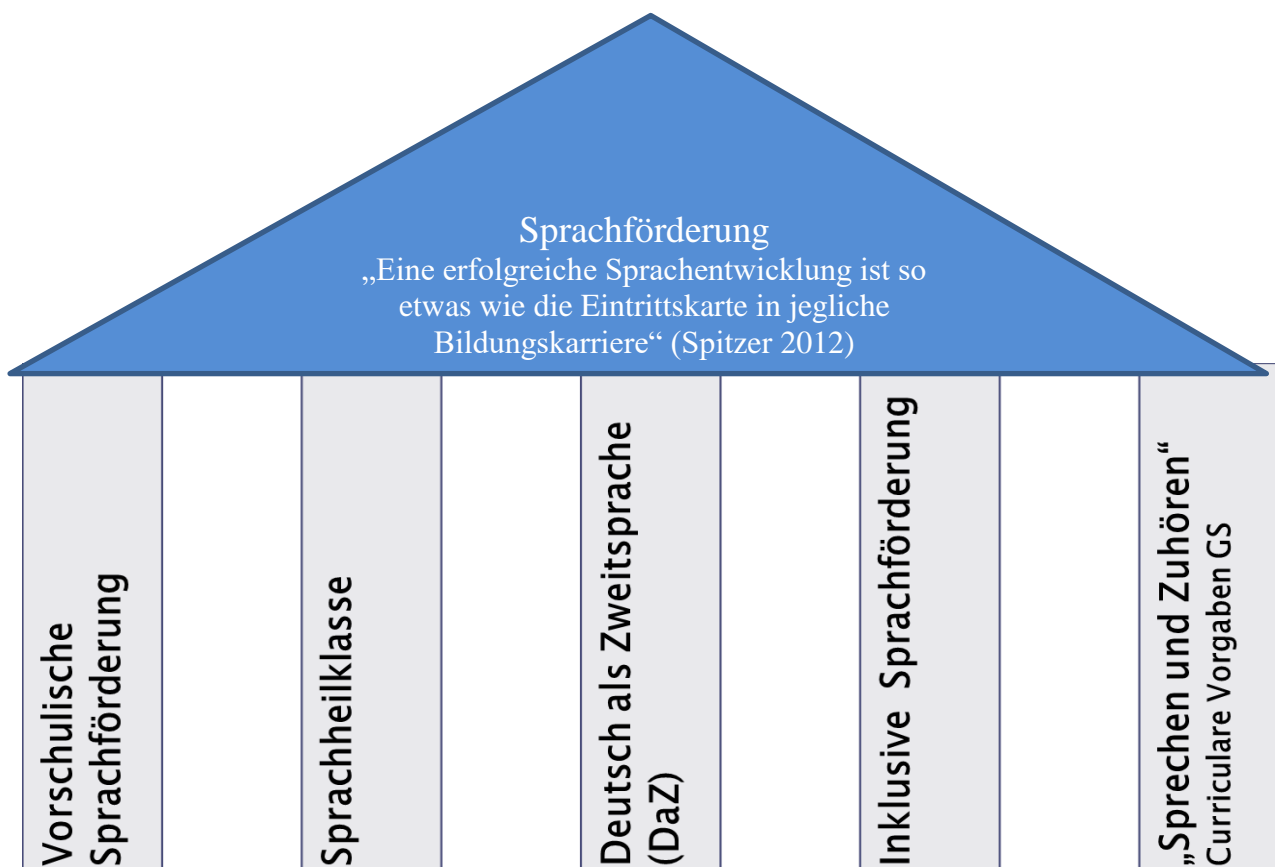 Sprachförderung
„Eine erfolgreiche Sprachentwicklung ist so
etwas wie die Eintrittskarte in jegliche
Bildungskarriere“ (Spitzer 2012)
Vorschulische
Sprachförderung
Sprachheilklasse
Deutsch als Zweitsprache
(DaZ)
Inklusive Sprachförderung
„Sprechen und Zuhören“
Curriculare Vorgaben GS